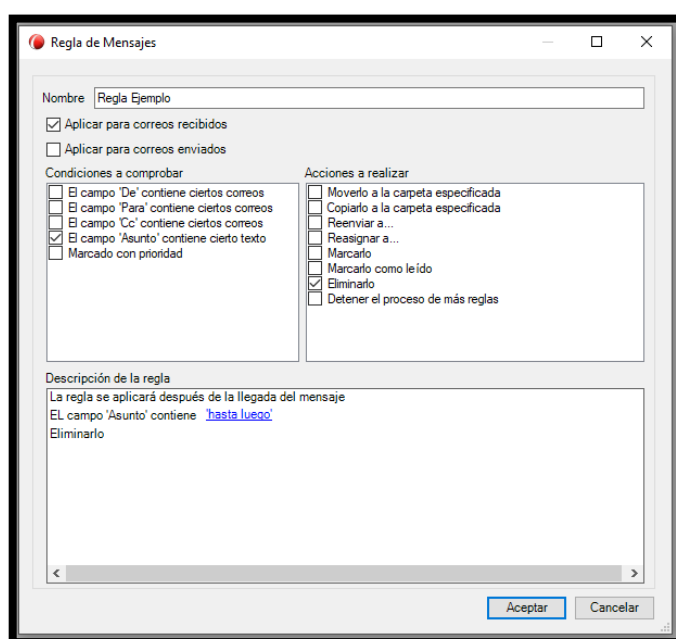 Regla de Mensajes
Nombre Regla Ejemplo
Aplicar para correos recibidos
Aplicar para correos enviados
Condiciones a comprobar
El campo 'De' contiene ciertos correos
El campo 'Para' contiene ciertos correos
El campo 'Cc' contiene ciertos correos
El campo 'Asunto' contiene cierto texto
Marcado con prioridad
Acciones a realizar
Moverlo a la carpeta especificada
Copiarlo a la carpeta especificada
Reenviar a...
Reasignar a...
Marcarlo
Marcarlo como leído
Eliminarlo
Detener el proceso de más reglas
Descripción de la regla
La regla se aplicará después de la llegada del mensaje
EL campo 'Asunto' contiene 'hasta luego'
Eliminarlo
Aceptar Cancelar